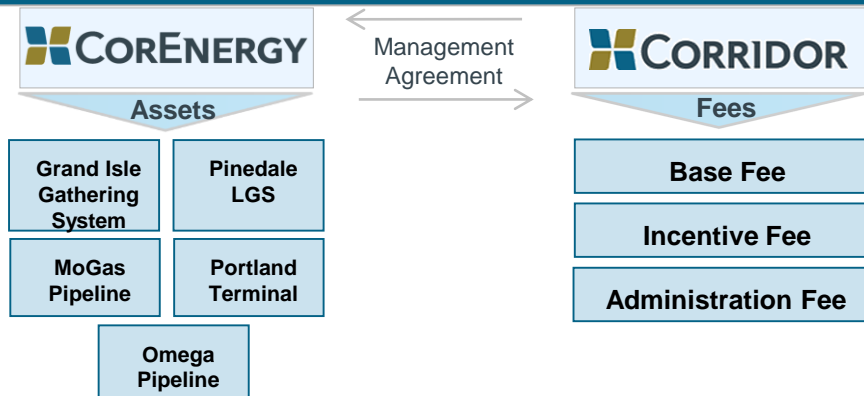 CORENERGY
Management
Agreement
CORRIDOR
Assets
Fees
Grand Isle
Gathering
System
Pinedale
LGS
MoGas
Pipeline
Portland
Terminal
Omega
Pipeline
Base Fee
Incentive Fee
Administration Fee